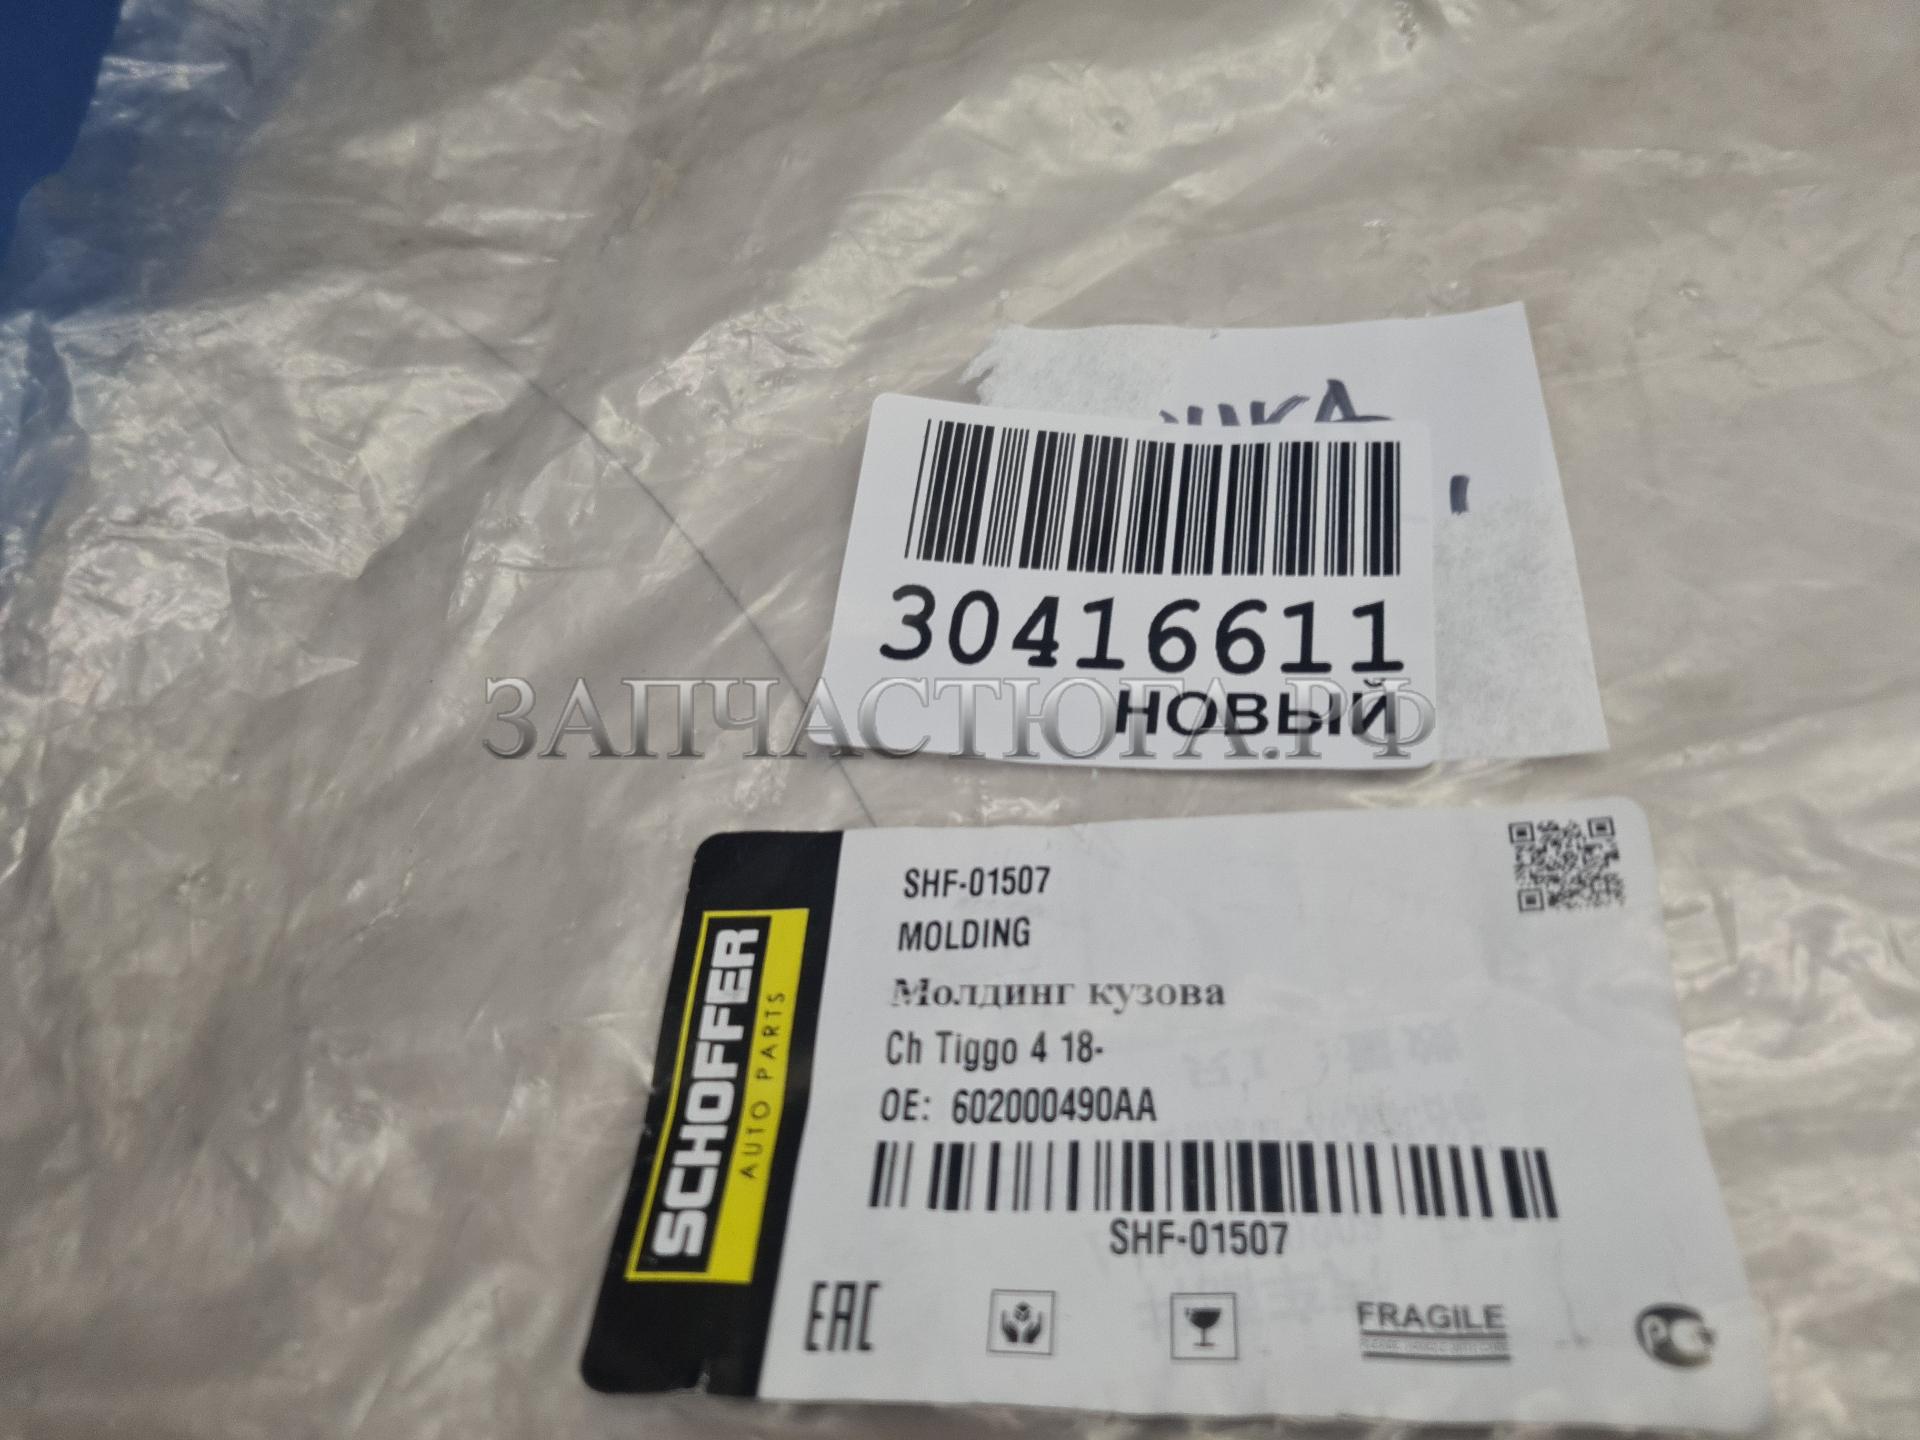 30416611
НОВЫЙ
ЗАПЧАСТЮГА.РФ
SCHOFFER
AUTO PARTS
SHF-01507
MOLDING
Молдинг кузова
Ch Tiggo 4 18-
OE: 602000490AA
SHF-01507
EAC
FRAGILE